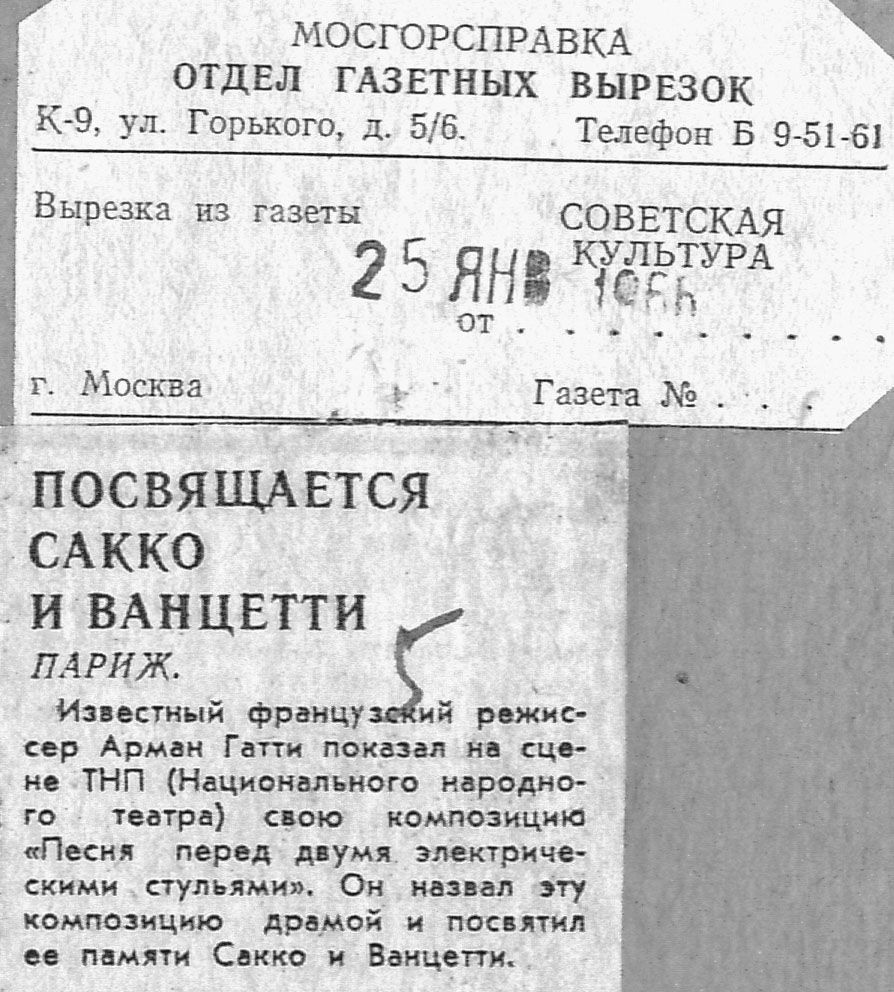 МОСГОРСПРАВКА
ОТДЕЛ ГАЗЕТНЫХ ВЫРЕЗОК
К-9, ул. Горького, д. 5/6. Телефон Б 9-51-61
Вырезка из газеты
СОВЕТСКАЯ
КУЛЬТУРА
25 ЯНВ 1966
от . . . . . . . . .
г. Москва Газета № . . .
ПОСВЯЩАЕТСЯ
САККО
И ВАНЦЕТТИ
ПАРИЖ.
5
Известный французский режис-
сер Арман Гатти показал на сце-
не ТНП (Национального народно-
го театра) свою композицию
«Песня перед двумя электриче-
скими стульями». Он назвал эту
композицию драмой и посвятил
ее памяти Сакко и Ванцетти.